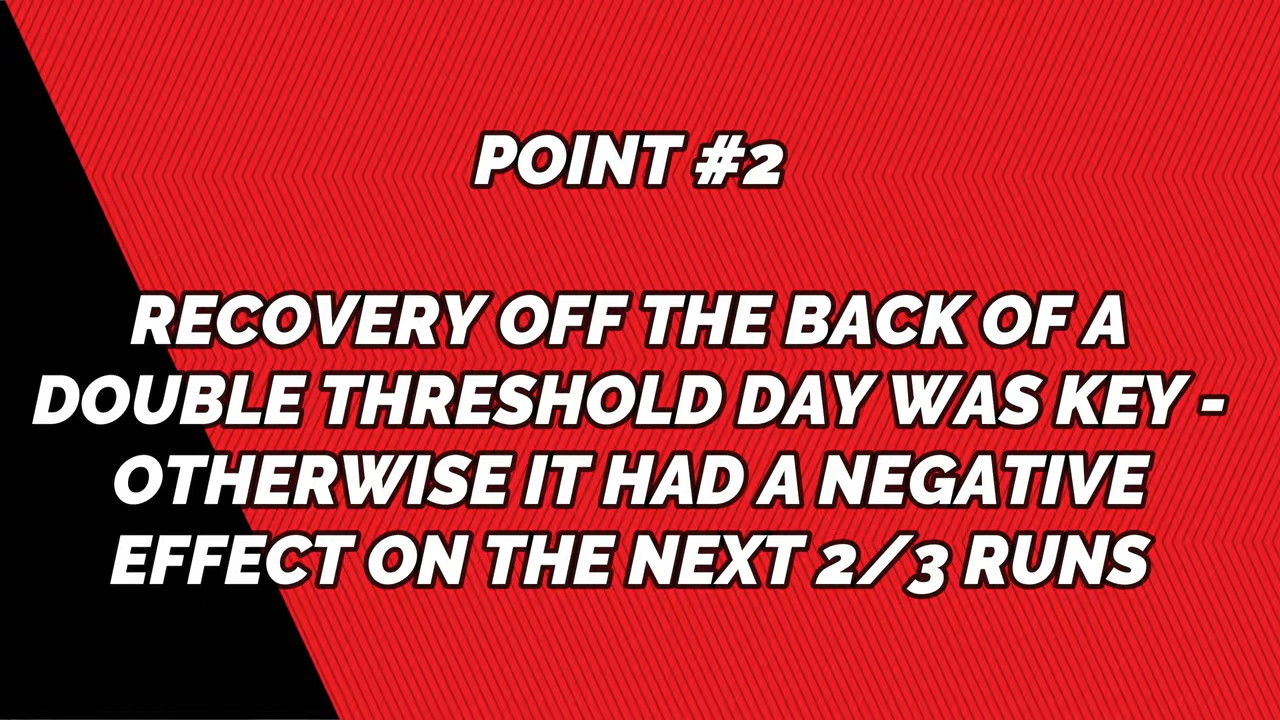 POINT #2
RECOVERY OFF THE BACK OF A
DOUBLE THRESHOLD DAY WAS KEY -
OTHERWISE IT HAD A NEGATIVE
EFFECT ON THE NEXT 2/3 RUNS